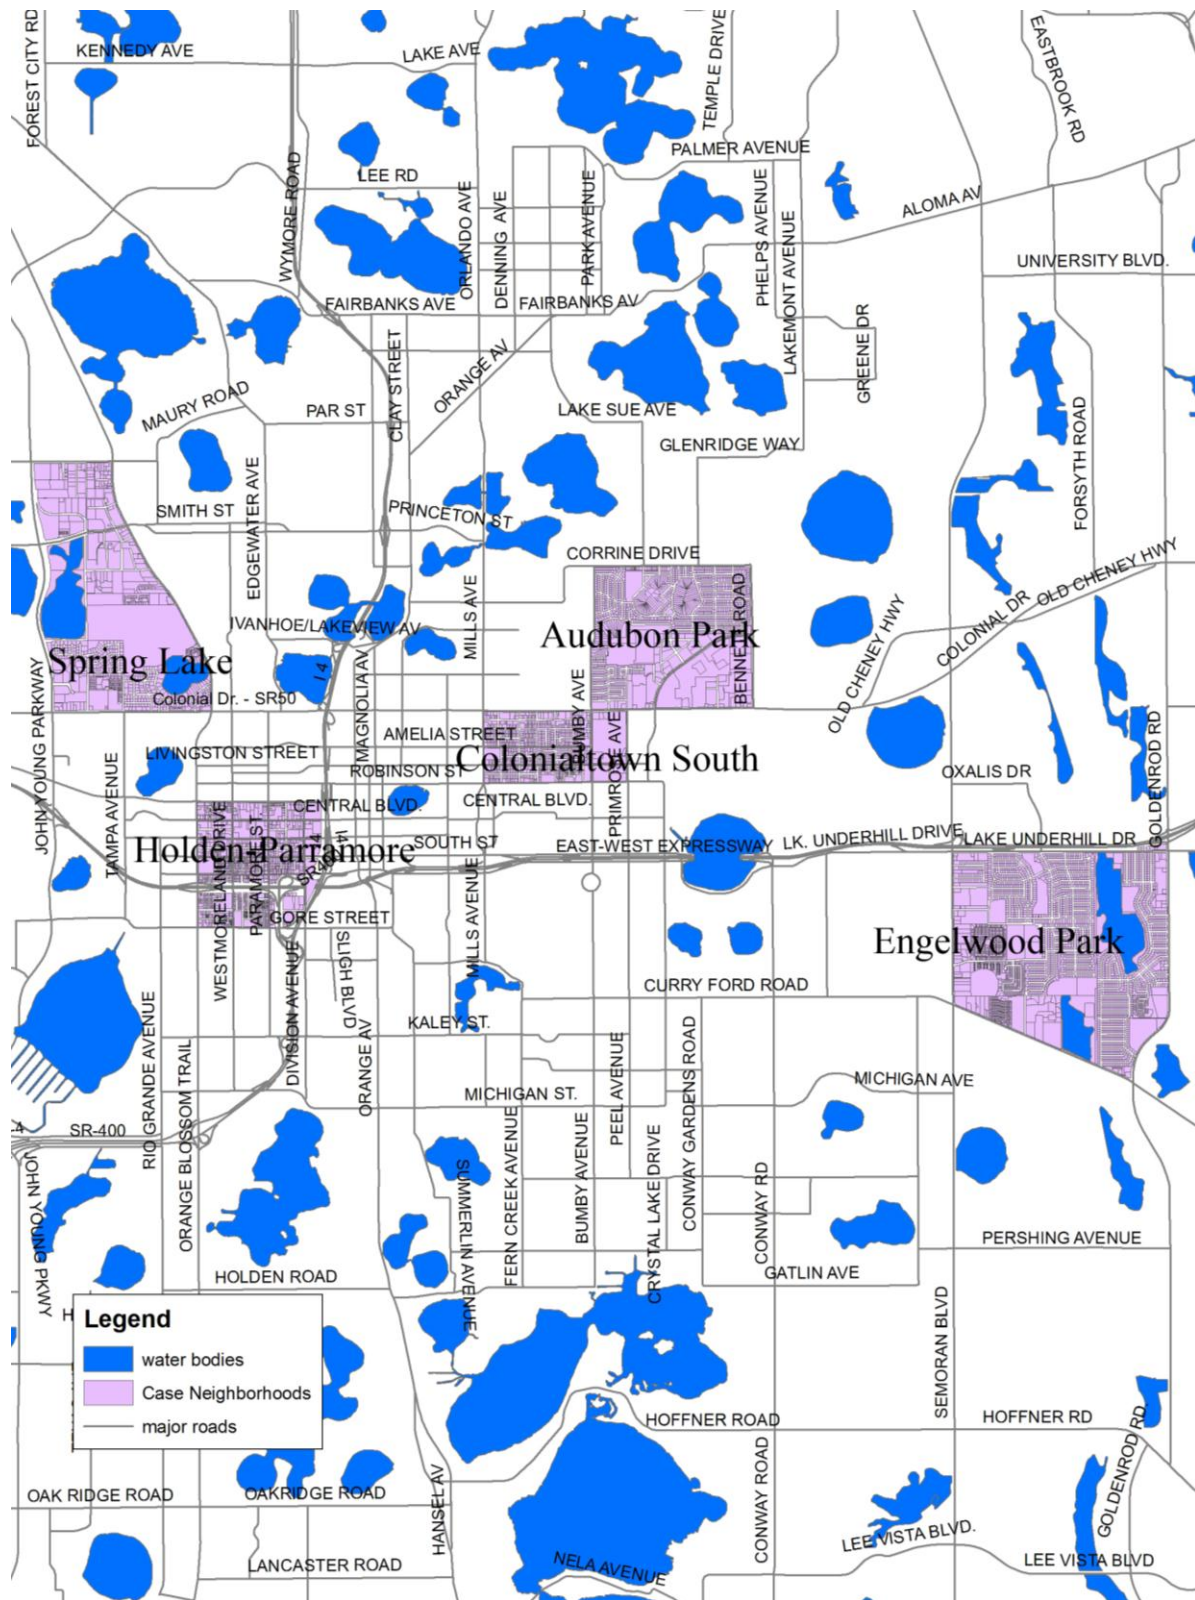 FOREST CITY RD
KENNEDY AVE
LAKE AVE
TEMPLE DRIVE
EASTBROOK RD
PALMER AVENUE
LEE RD
WYMORE ROAD
ORLANDO AVE
DENNING AVE
PARK AVENUE
PHELPS AVENUE
LAKEMONT AVENUE
ALOMA AV
UNIVERSITY BLVD.
FAIRBANKS AVE
FAIRBANKS AV
GREENE DR
CLAY STREET
ORANGE AV
MAURY ROAD
PAR ST
LAKE SUE AVE
GLENRIDGE WAY
FORSYTH ROAD
EDGEWATER AVE
SMITH ST
PRINCETON ST
CORRINE DRIVE
OLD CHENEY HWY
MILLS AVE
IVANHOE/LAKEVIEW AV
Audubon Park
BENNETT ROAD
OLD CHENEY HWY
COLONIAL DR
Spring Lake
I 4
Colonial Dr. - SR50
MAGNOLIA AV
BUMBY AVE
PRIMROSE AVE
JOHN YOUNG PARKWAY
TAMPA AVENUE
LIVINGSTON STREET
AMELIA STREET
Colonialtown South
ROBINSON ST
OXALIS DR
GOLDENROD RD
CENTRAL BLVD.
CENTRAL BLVD.
WESTMORELAND DRIVE
Holden-Parramore
I4
SOUTH ST
EAST-WEST EXPRESSWAY
LK. UNDERHILL DRIVE
LAKE UNDERHILL DR
GORE STREET
SLIGH BLVD
MILLS AVENUE
Engelwood Park
DIVISION AVENUE
CURRY FORD ROAD
KALEY ST.
RIO GRANDE AVENUE
ORANGE BLOSSOM TRAIL
ORANGE AV
MICHIGAN ST.
PEEL AVENUE
CONWAY GARDENS ROAD
MICHIGAN AVE
SR-400
JOHN YOUNG PKWY
SUMMERLIN AVENUE
FERN CREEK AVENUE
BUMBY AVENUE
CRYSTAL LAKE DRIVE
CONWAY RD
PERSHING AVENUE
HOLDEN ROAD
GATLIN AVE
SEMORAN BLVD
Legend
water bodies
Case Neighborhoods
major roads
HOFFNER ROAD
HOFFNER RD
GOLDENROD RD.
OAK RIDGE ROAD
OAKRIDGE ROAD
HANSEL AV
CONWAY ROAD
LEE VISTA BLVD.
LEE VISTA BLVD
LANCASTER ROAD
NELA AVENUE